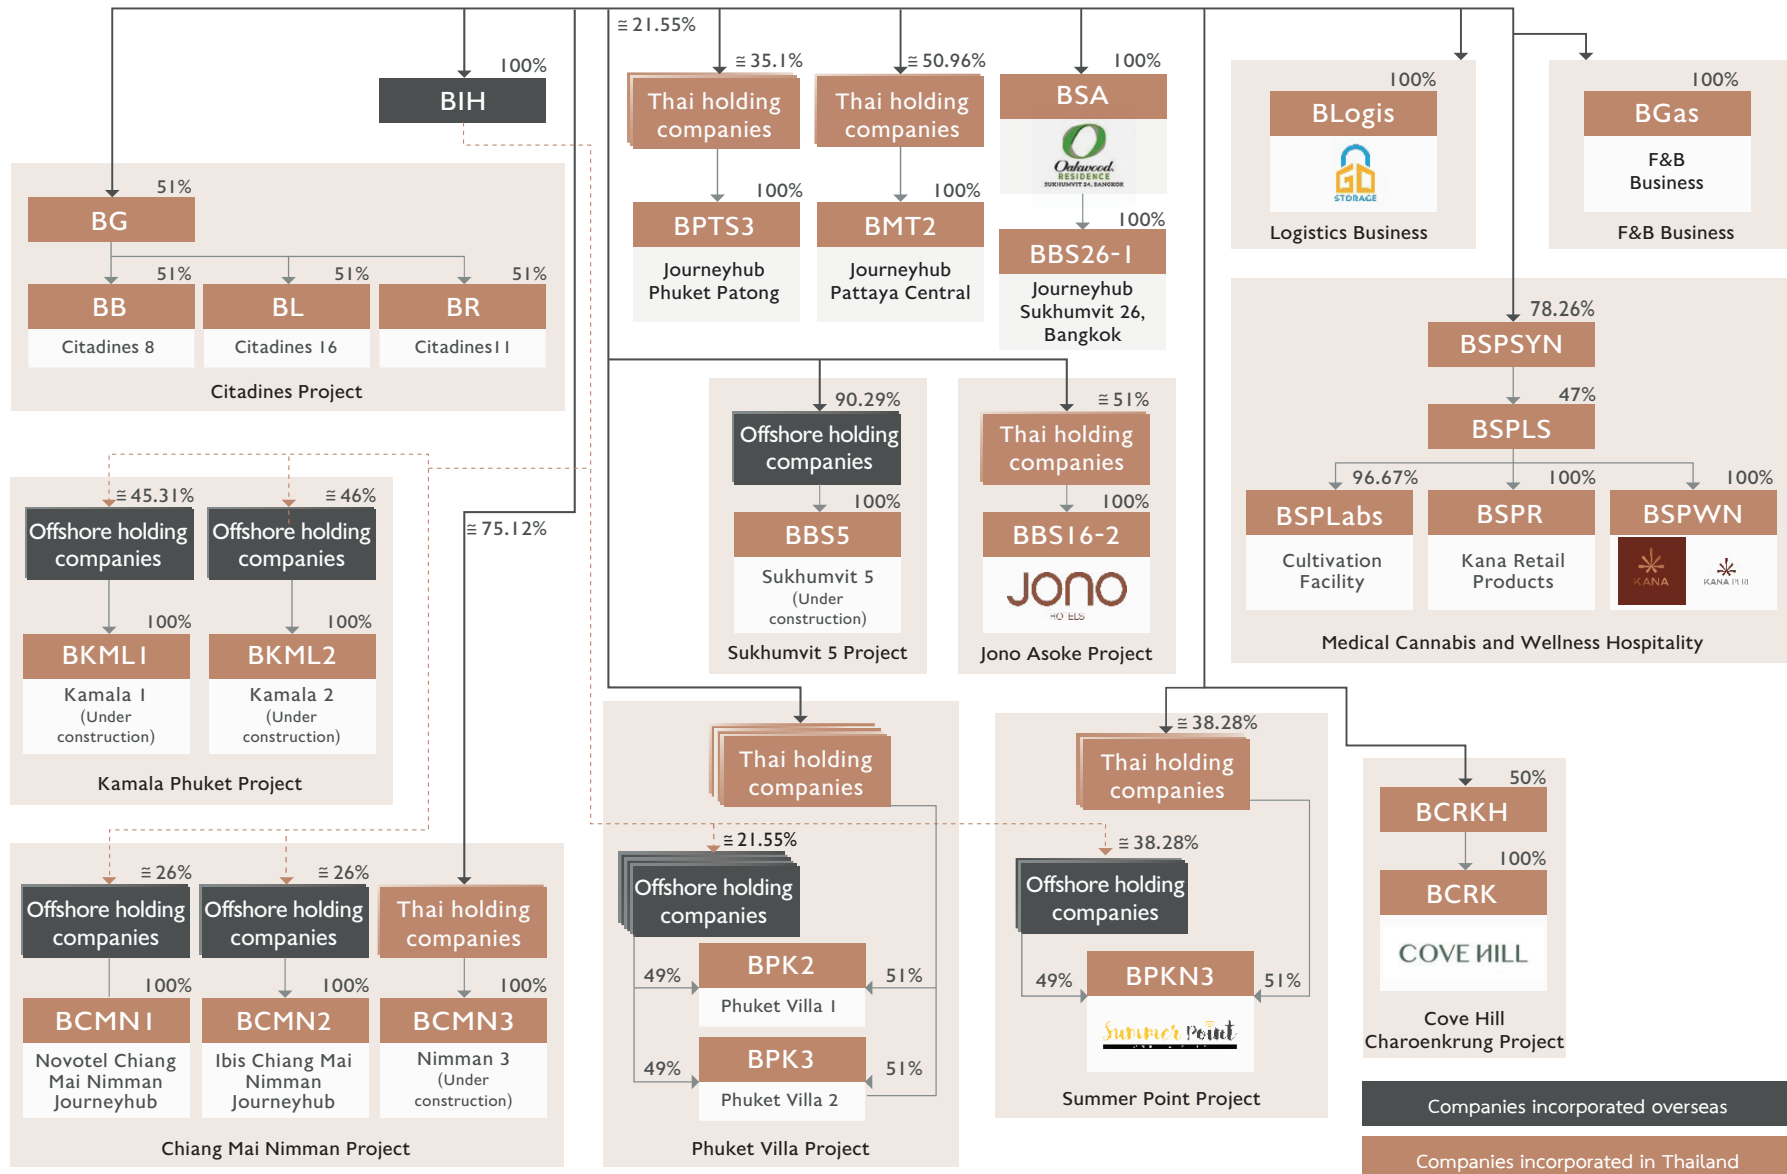 ≅ 21.55%
100%
BIH
≅ 35.1%
Thai holding
companies
100%
BPTS3
Journeyhub
Phuket Patong
≅ 50.96%
Thai holding
companies
100%
BMT2
Journeyhub
Pattaya Central
100%
BSA
Oakwood
RESIDENCE
SUKHUMVIT 24, BANGKOK
100%
BBS26-1
Journeyhub
Sukhumvit 26,
Bangkok
100%
BLogis
GO
STORAGE
Logistics Business
100%
BGas
F&B
Business
F&B Business
51%
BG
51%
BB
Citadines 8
51%
BL
Citadines 16
51%
BR
Citadines11
Citadines Project
90.29%
Offshore holding
companies
100%
BBS5
Sukhumvit 5
(Under
construction)
Sukhumvit 5 Project
≅ 51%
Thai holding
companies
100%
BBS16-2
JONO
HOTELS
Jono Asoke Project
78.26%
BSPSYN
47%
BSPLS
96.67%
BSPLabs
Cultivation
Facility
100%
BSPR
Kana Retail
Products
100%
BSPWN
KANA
KANA PURI
Medical Cannabis and Wellness Hospitality
≅ 45.31%
Offshore holding
companies
100%
BKML1
Kamala 1
(Under
construction)
≅ 46%
Offshore holding
companies
100%
BKML2
Kamala 2
(Under
construction)
Kamala Phuket Project
≅ 75.12%
≅ 26%
Offshore holding
companies
100%
BCMN1
Novotel Chiang
Mai Nimman
Journeyhub
≅ 26%
Offshore holding
companies
100%
BCMN2
Ibis Chiang Mai
Nimman
Journeyhub
Thai holding
companies
100%
BCMN3
Nimman 3
(Under
construction)
Chiang Mai Nimman Project
Thai holding
companies
≅ 21.55%
Offshore holding
companies
49%
BPK2
51%
Phuket Villa 1
49%
BPK3
51%
Phuket Villa 2
Phuket Villa Project
≅ 38.28%
Thai holding
companies
≅ 38.28%
Offshore holding
companies
49%
BPKN3
51%
Summer Point
Summer Point Project
50%
BCRKH
100%
BCRK
COVE HILL
Cove Hill
Charoenkrung Project
Companies incorporated overseas
Companies incorporated in Thailand